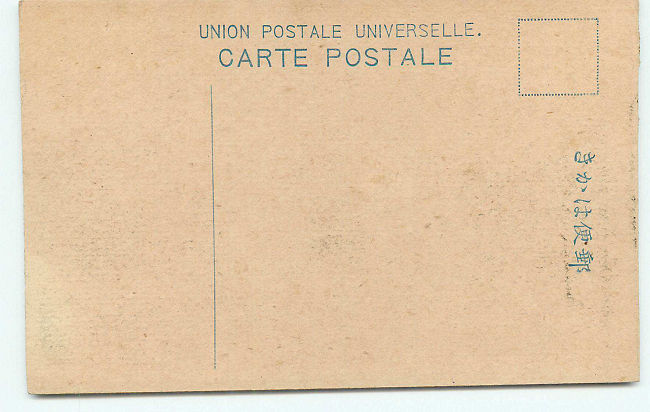 UNION POSTALE UNIVERSELLE.
CARTE POSTALE
郵便はかき